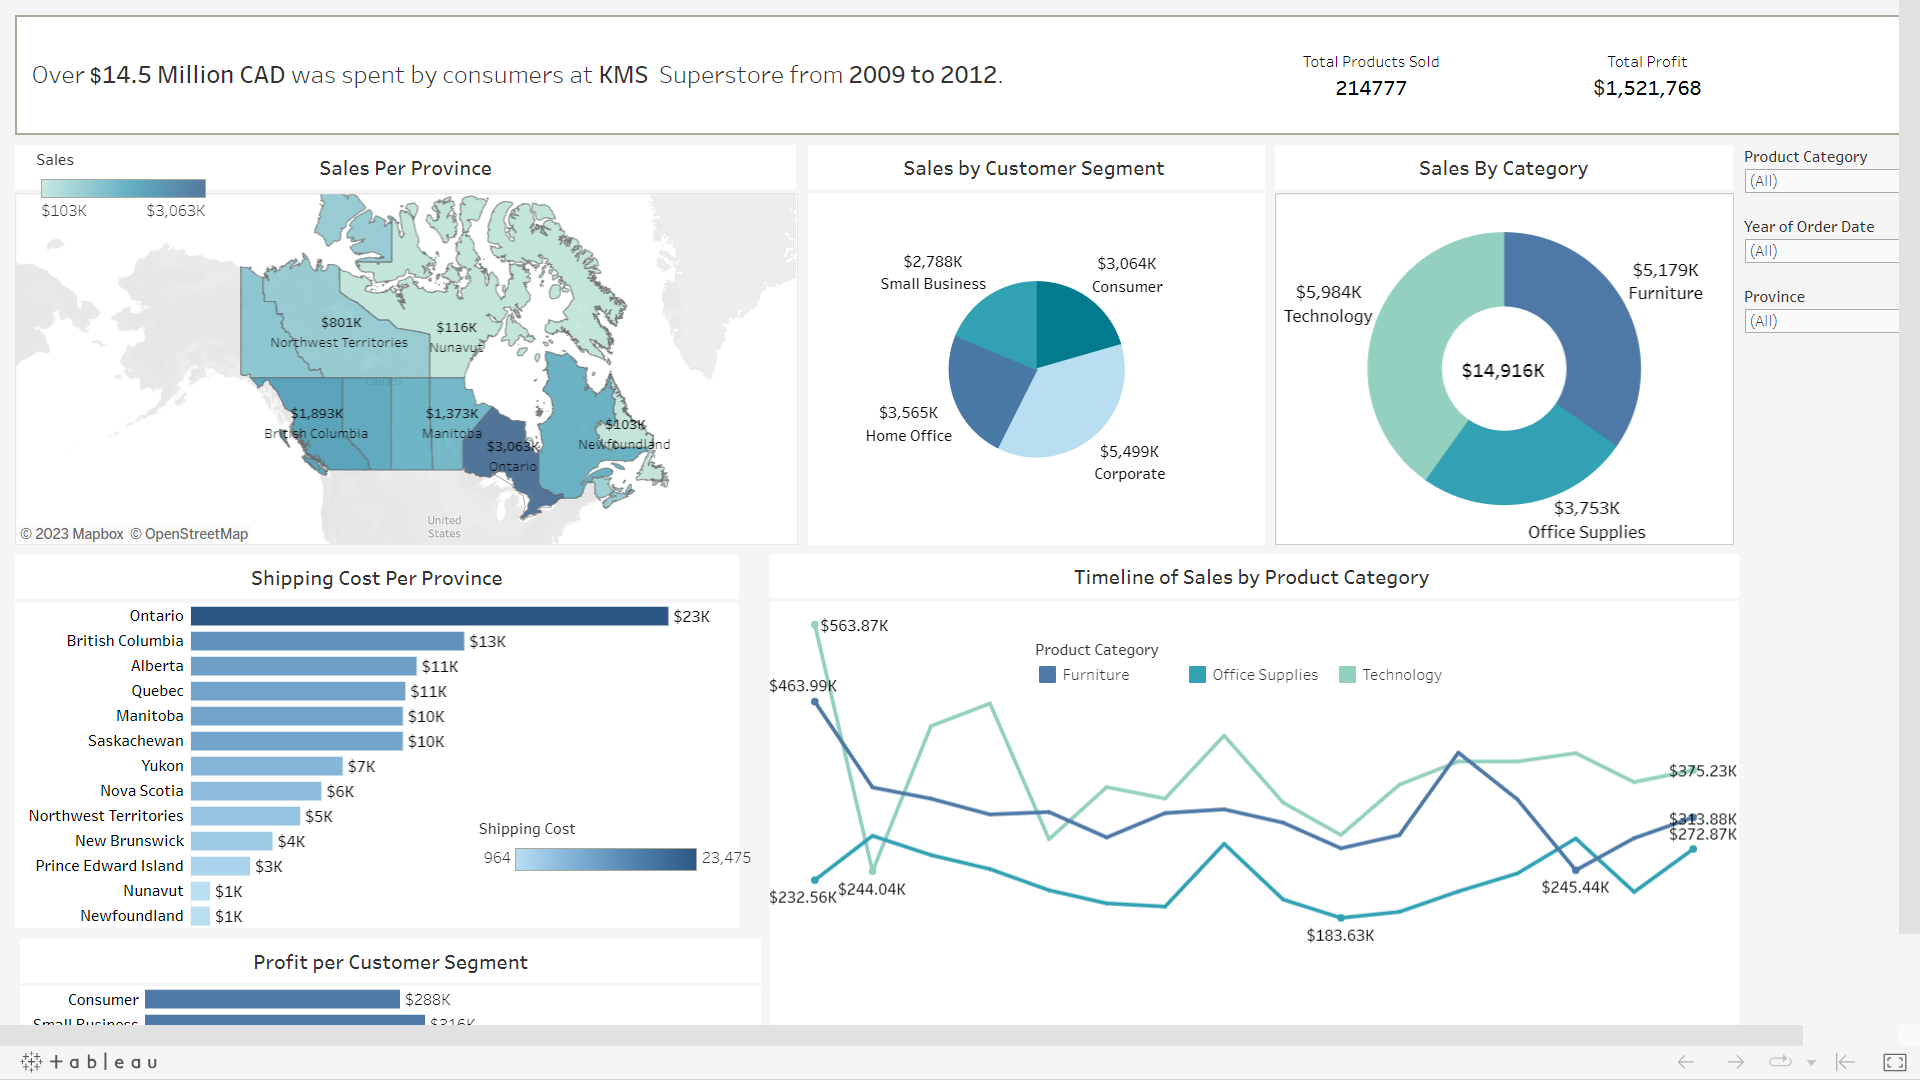 Over $14.5 Million CAD was spent by consumers at KMS Superstore from 2009 to 2012.
Total Products Sold
214777
Total Profit
$1,521,768
Sales
$103K $3,063K
Sales Per Province
$801K
Northwest Territories
$116K
Nunavut
Canada
$1,893K
British Columbia
$1,373K
Manitoba
$3,063K
Ontario
$103K
Newfoundland
United
States
© 2023 Mapbox © OpenStreetMap
Sales by Customer Segment
$2,788K
Small Business
$3,064K
Consumer
$3,565K
Home Office
$5,499K
Corporate
Sales By Category
$5,984K
Technology
$5,179K
Furniture
$14,916K
$3,753K
Office Supplies
Product Category
(All)
Year of Order Date
(All)
Province
(All)
Shipping Cost Per Province
Ontario $23K
British Columbia $13K
Alberta $11K
Quebec $11K
Manitoba $10K
Saskachewan $10K
Yukon $7K
Nova Scotia $6K
Northwest Territories $5K
New Brunswick $4K
Prince Edward Island $3K
Nunavut $1K
Newfoundland $1K
Shipping Cost
964 23,475
Timeline of Sales by Product Category
Product Category
Furniture Office Supplies Technology
$563.87K
$463.99K
$232.56K
$244.04K
$183.63K
$245.44K
$375.23K
$313.88K
$272.87K
Profit per Customer Segment
Consumer $288K
Small Business $316K
+ a b l e a u